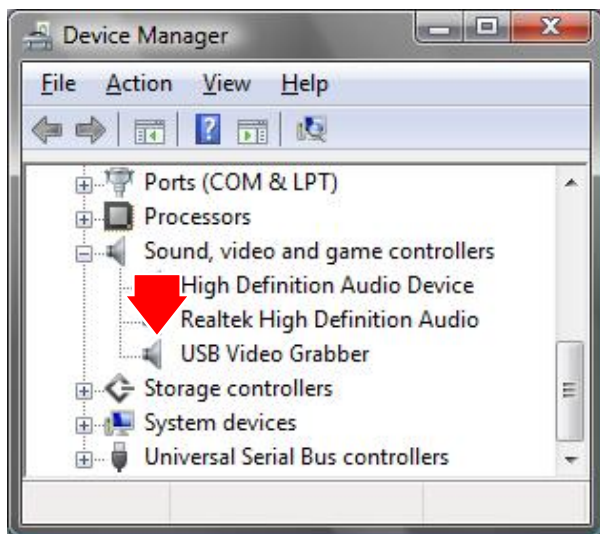 Device Manager
File Action View Help
Ports (COM & LPT)
Processors
Sound, video and game controllers
High Definition Audio Device
Realtek High Definition Audio
USB Video Grabber
Storage controllers
System devices
Universal Serial Bus controllers